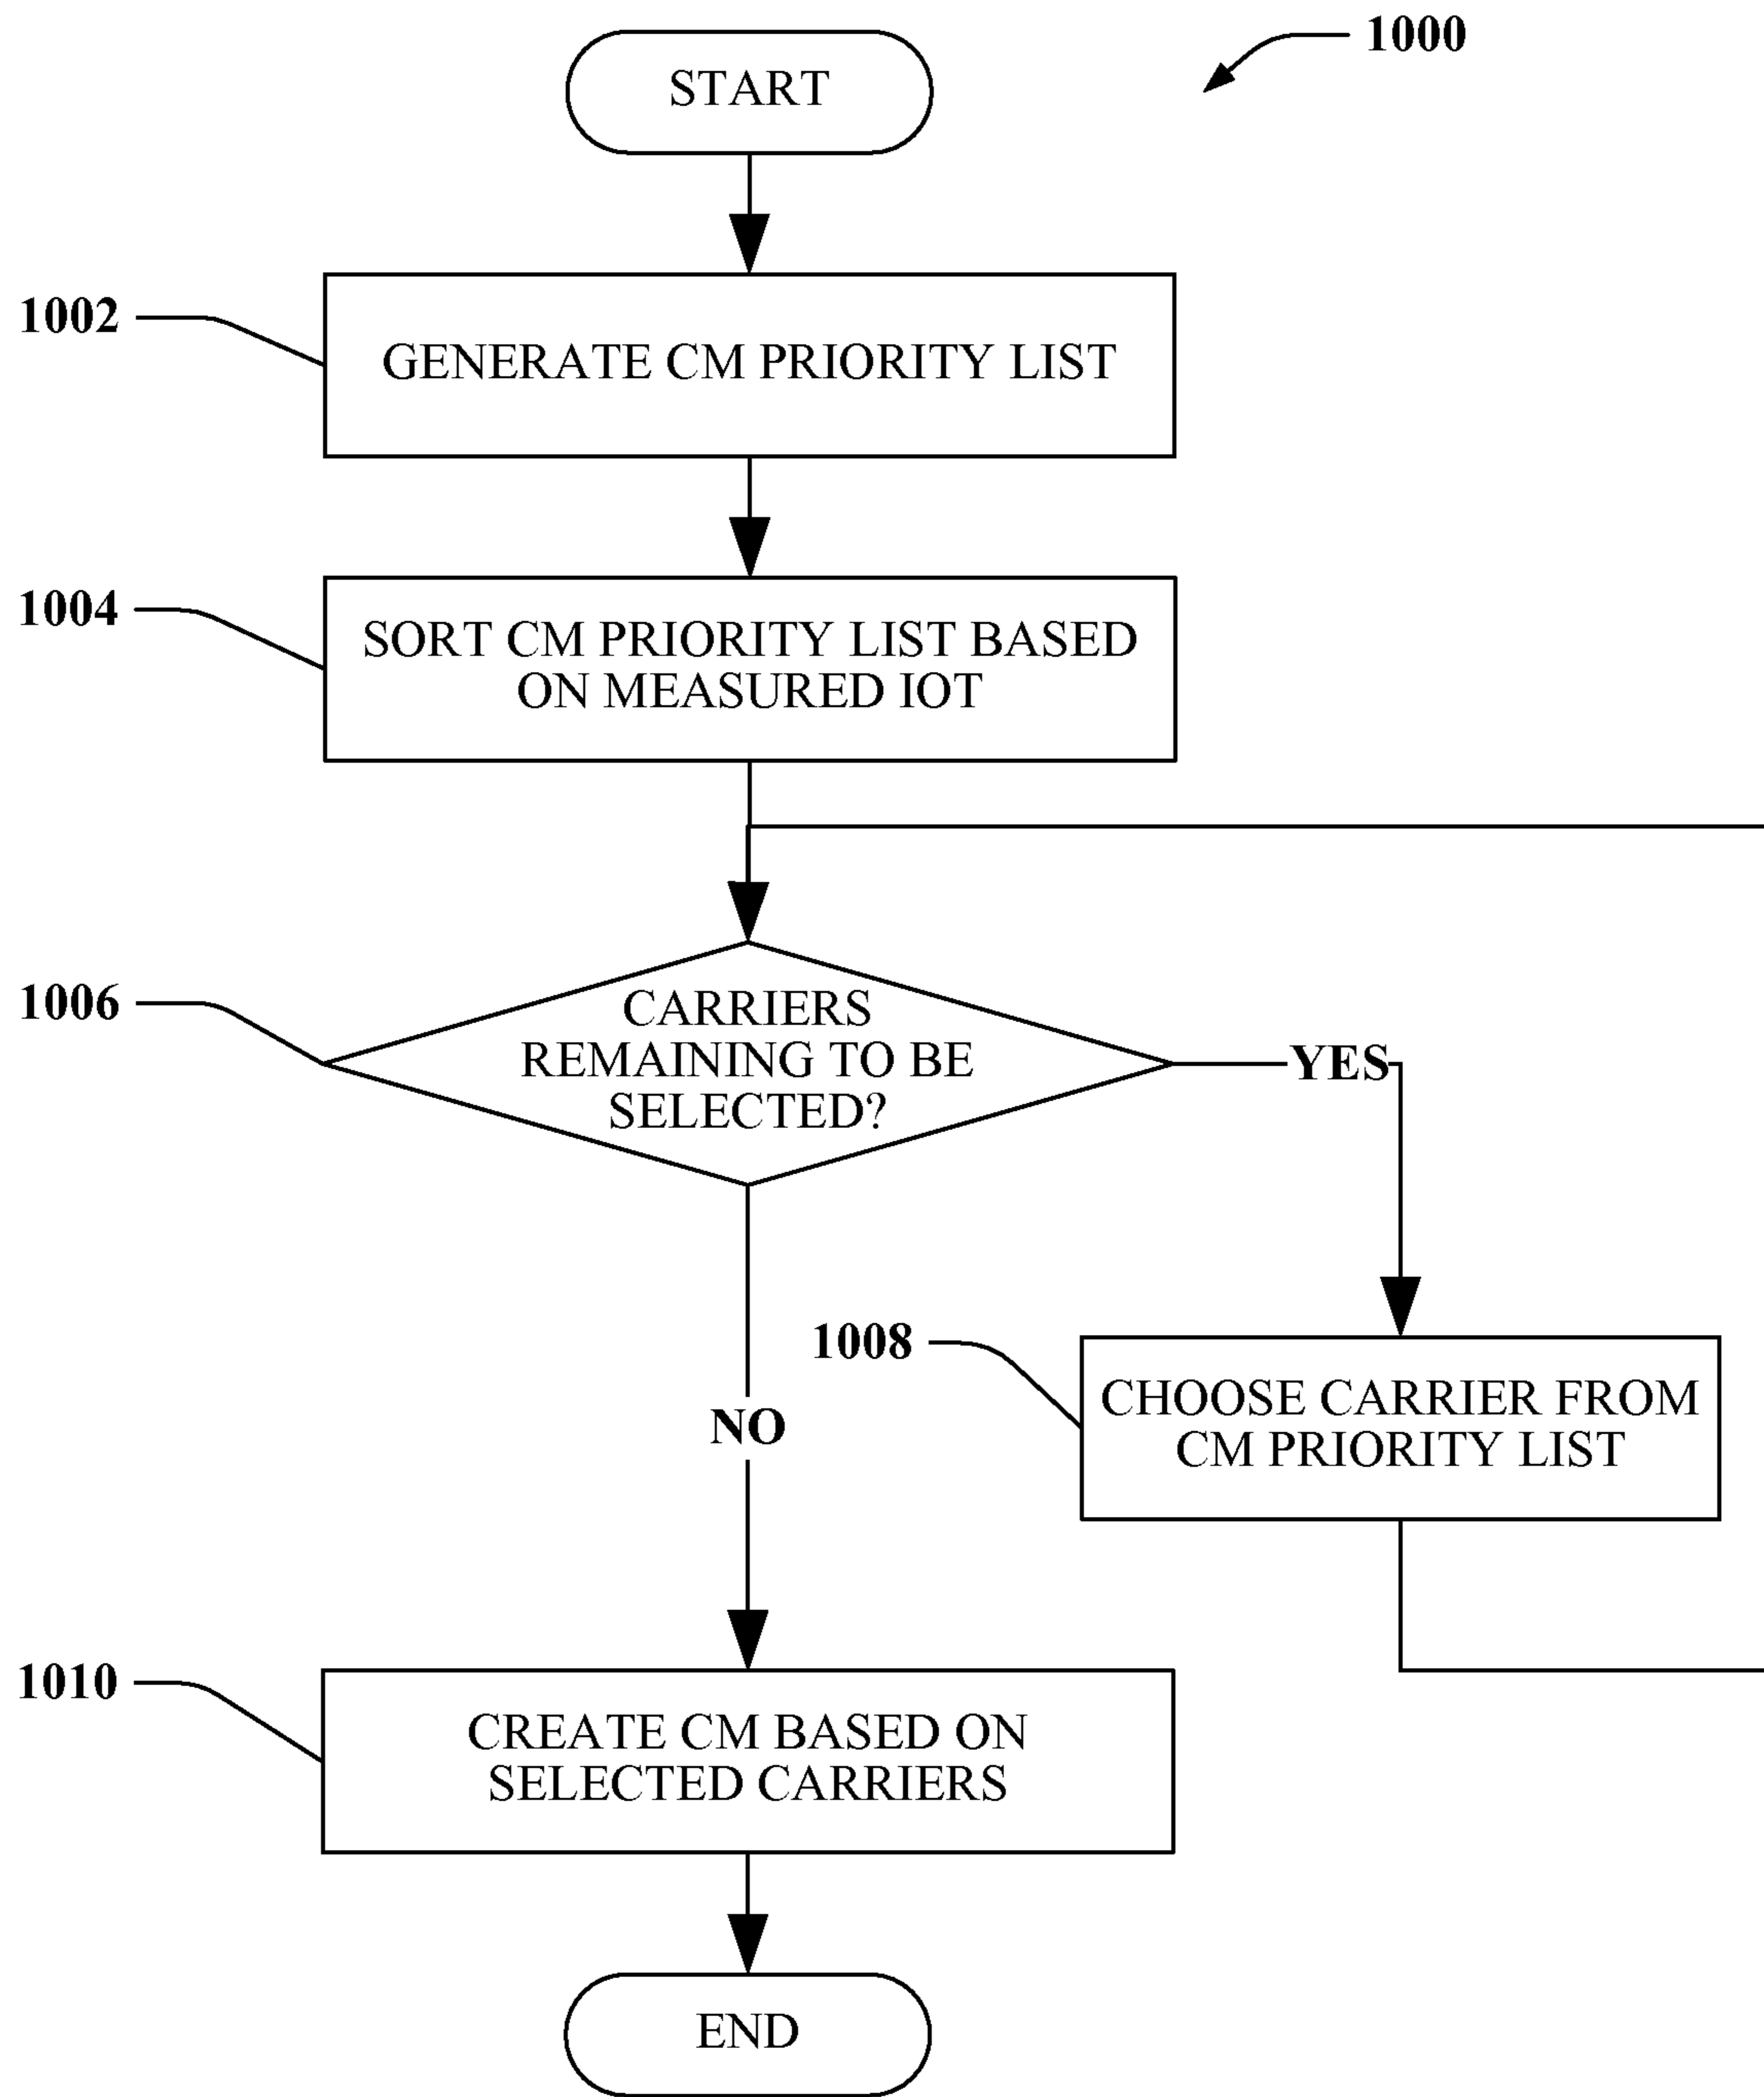 1000
START
1002
GENERATE CM PRIORITY LIST
1004
SORT CM PRIORITY LIST BASED
ON MEASURED IOT
1006
CARRIERS
REMAINING TO BE
SELECTED?
YES
1008
CHOOSE CARRIER FROM
CM PRIORITY LIST
NO
1010
CREATE CM BASED ON
SELECTED CARRIERS
END